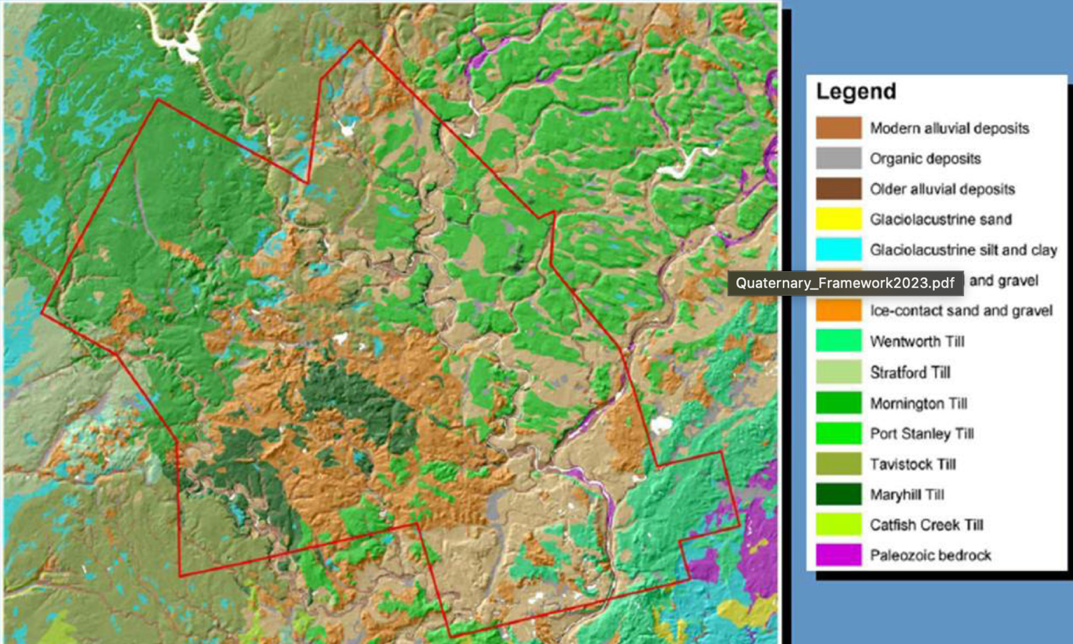 Legend
Modern alluvial deposits
Organic deposits
Older alluvial deposits
Glaciolacustrine sand
Glaciolacustrine silt and clay
Quaternary_Framework2023.pdf
and gravel
Ice-contact sand and gravel
Wentworth Till
Stratford Till
Mornington Till
Port Stanley Till
Tavistock Till
Maryhill Till
Catfish Creek Till
Paleozoic bedrock